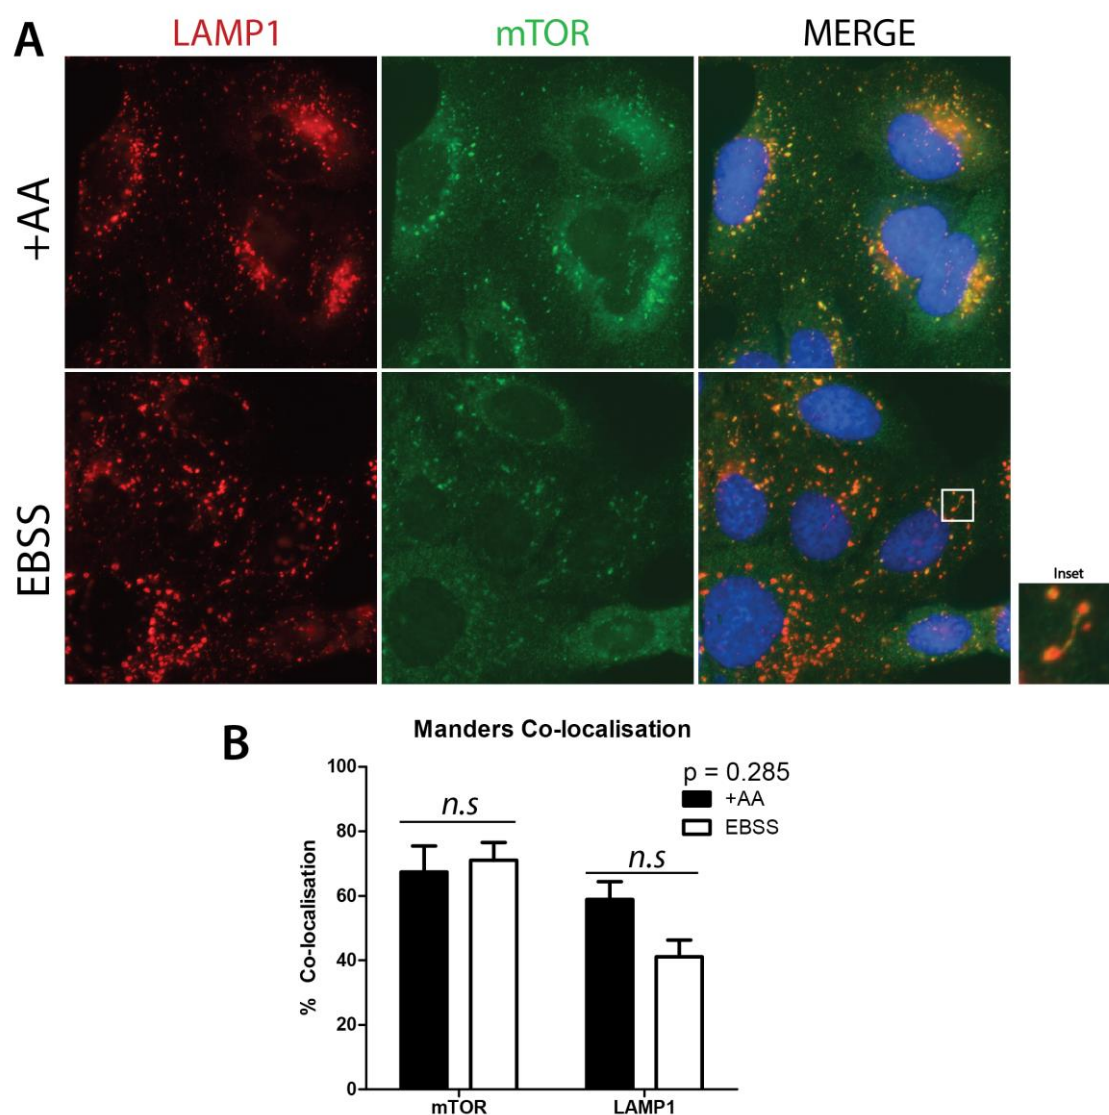 A
LAMP1 mTOR MERGE
+AA
EBSS
Inset
B
Manders Co-localisation
p = 0.285
+AA
EBSS
n.s
n.s
% Co-localisation
100
80
60
40
20
0
mTOR LAMP1